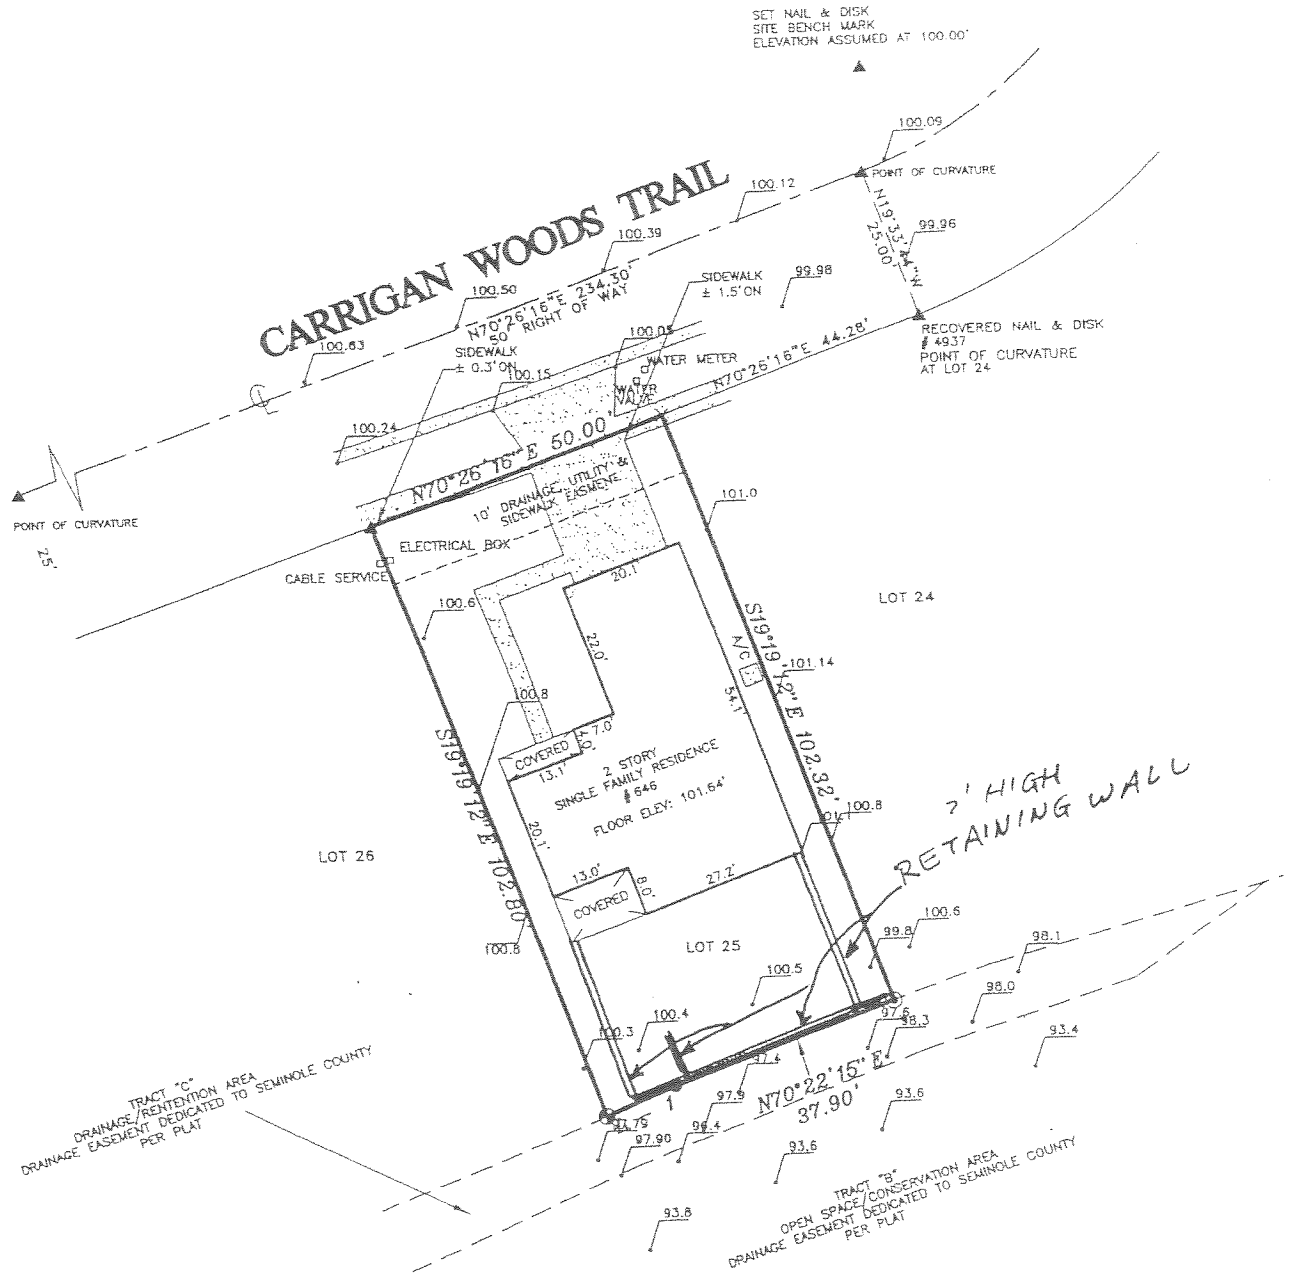 SET NAIL & DISK
SITE BENCH MARK
ELEVATION ASSUMED AT 100.00'
100.09
POINT OF CURVATURE
CARRIGAN WOODS TRAIL
100.12
N19°33'44"W
25.00'
99.96
100.39
SIDEWALK
± 1.5' ON
99.98
100.50
N70°26'16"E 234.30'
50' RIGHT OF WAY
100.63
SIDEWALK
± 0.3' ON
100.05
WATER METER
WATER
VALVE
100.15
N70°26'16"E 44.28'
RECOVERED NAIL & DISK
# 4937
POINT OF CURVATURE
AT LOT 24
100.24
N70°26'16"E 50.00'
POINT OF CURVATURE
25'
10' DRAINAGE, UTILITY &
SIDEWALK EASMENE
101.0
ELECTRICAL BOX
CABLE SERVICE
20.1'
LOT 24
100.6
22.0'
A/C
S19°19'12"E 102.32'
101.14
54.1'
100.8
7.0'
4.0'
COVERED
13.1'
2 STORY
SINGLE FAMILY RESIDENCE
# 646
FLOOR ELEV: 101.64'
S19°19'12"E 102.80'
20.1'
?' HIGH
RETAINING WALL
100.8
LOT 26
13.0'
8.0'
27.2'
COVERED
100.8
LOT 25
99.8
100.6
98.1
100.5
98.0
100.4
100.3
98.3
93.4
97.4
N70°22'15"E
37.90'
97.9
1
97.79
97.90
96.4
93.6
93.6
93.8
TRACT "C"
DRAINAGE/RENTENTION AREA
DRAINAGE EASEMENT DEDICATED TO SEMINOLE COUNTY
PER PLAT
TRACT "B"
OPEN SPACE/CONSERVATION AREA
DRAINAGE EASEMENT DEDICATED TO SEMINOLE COUNTY
PER PLAT